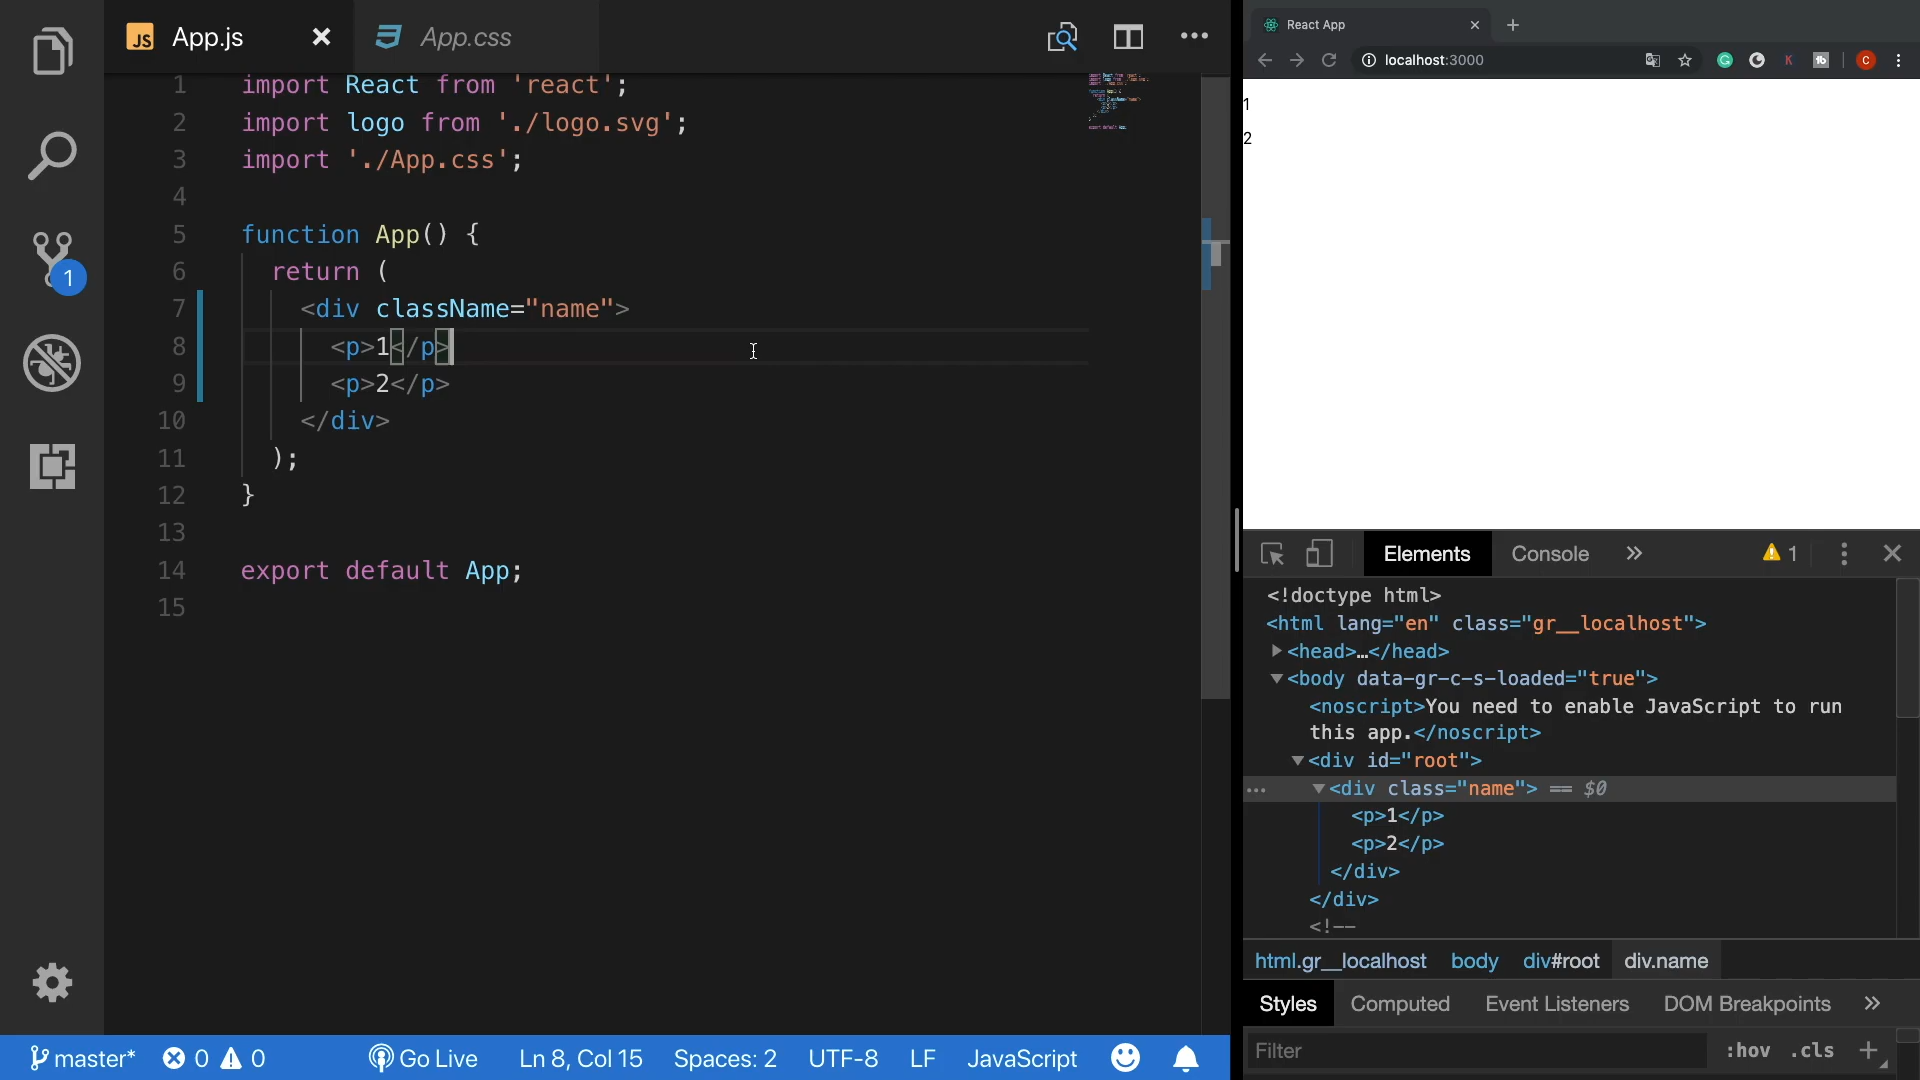 JS App.js
App.css
1 import React from 'react';
2 import logo from './logo.svg';
3 import './App.css';
4
5 function App() {
6 return (
7 <div className="name">
8 <p>1</p>
9 <p>2</p>
10 </div>
11 );
12 }
13
14 export default App;
15
1
master*
0 0
Go Live
Ln 8, Col 15
Spaces: 2
UTF-8
LF
JavaScript
React App
localhost:3000
K
tb
C
1
2
Elements
Console
1
<!doctype html>
<html lang="en" class="gr__localhost">
<head>…</head>
<body data-gr-c-s-loaded="true">
<noscript>You need to enable JavaScript to run
this app.</noscript>
<div id="root">
<div class="name"> == $0
<p>1</p>
<p>2</p>
</div>
</div>
<!--
html.gr__localhost body div#root div.name
Styles Computed Event Listeners DOM Breakpoints
Filter :hov .cls